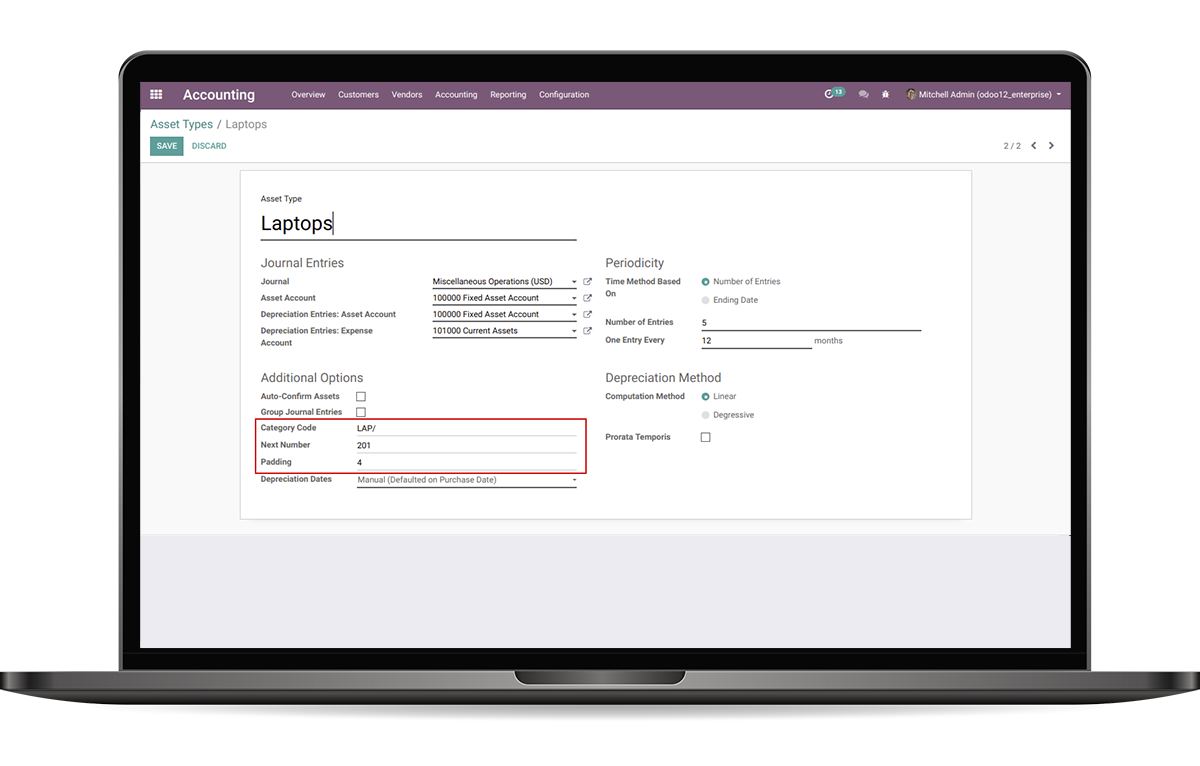 Accounting Overview Customers Vendors Accounting Reporting Configuration 13 Mitchell Admin (odoo12_enterprise)
Asset Types / Laptops
SAVE DISCARD 2 / 2
Asset Type
Laptops
Journal Entries
Journal Miscellaneous Operations (USD)
Asset Account 100000 Fixed Asset Account
Depreciation Entries: Asset Account 100000 Fixed Asset Account
Depreciation Entries: Expense Account 101000 Current Assets
Periodicity
Time Method Based On Number of Entries
Ending Date
Number of Entries 5
One Entry Every 12 months
Additional Options
Auto-Confirm Assets
Group Journal Entries
Category Code LAP/
Next Number 201
Padding 4
Depreciation Dates Manual (Defaulted on Purchase Date)
Depreciation Method
Computation Method Linear
Degressive
Prorata Temporis